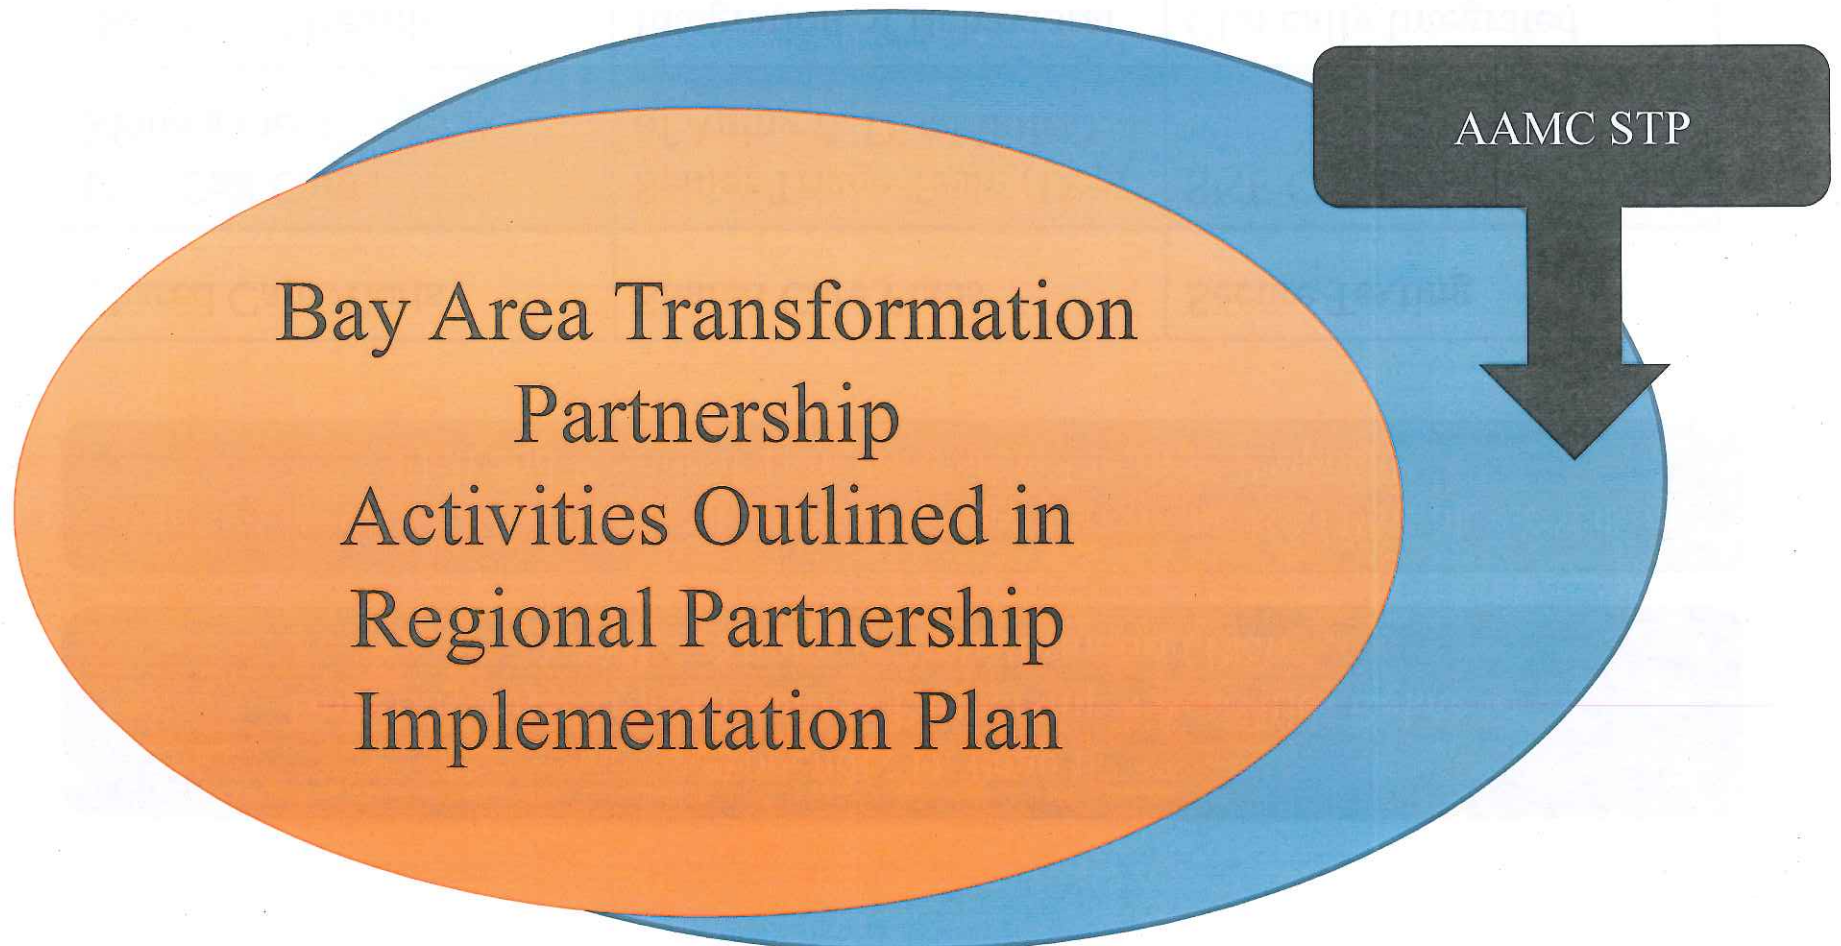 AAMC STP
Bay Area Transformation
Partnership
Activities Outlined in
Regional Partnership
Implementation Plan